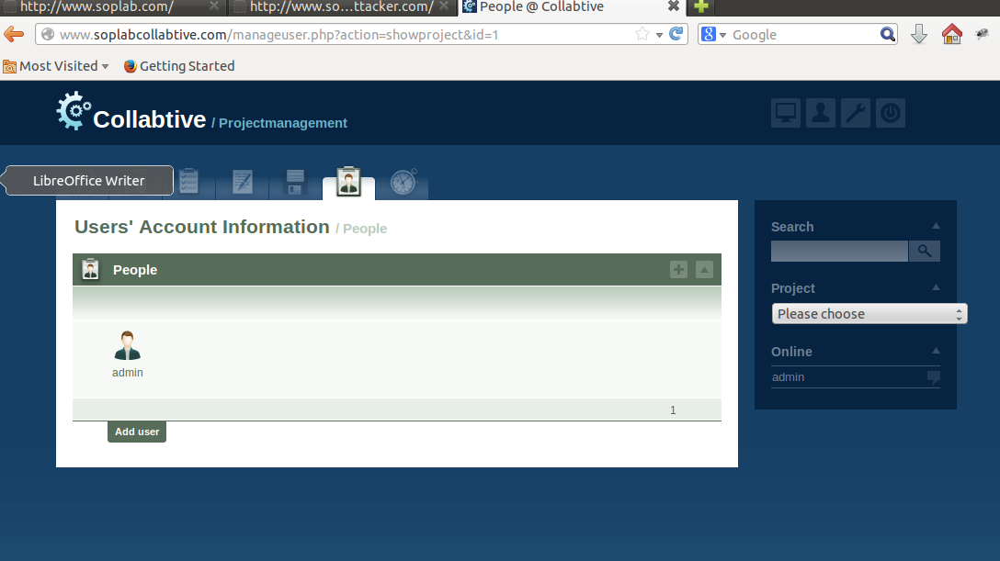 http://www.soplab.com/
http://www.so...ttacker.com/
People @ Collabtive
www.soplabcollabtive.com/manageuser.php?action=showproject&id=1
8
Google
Most Visited
Getting Started
Collabtive / Projectmanagement
LibreOffice Writer
Users' Account Information / People
People
admin
1
Add user
Search
Project
Please choose
Online
admin